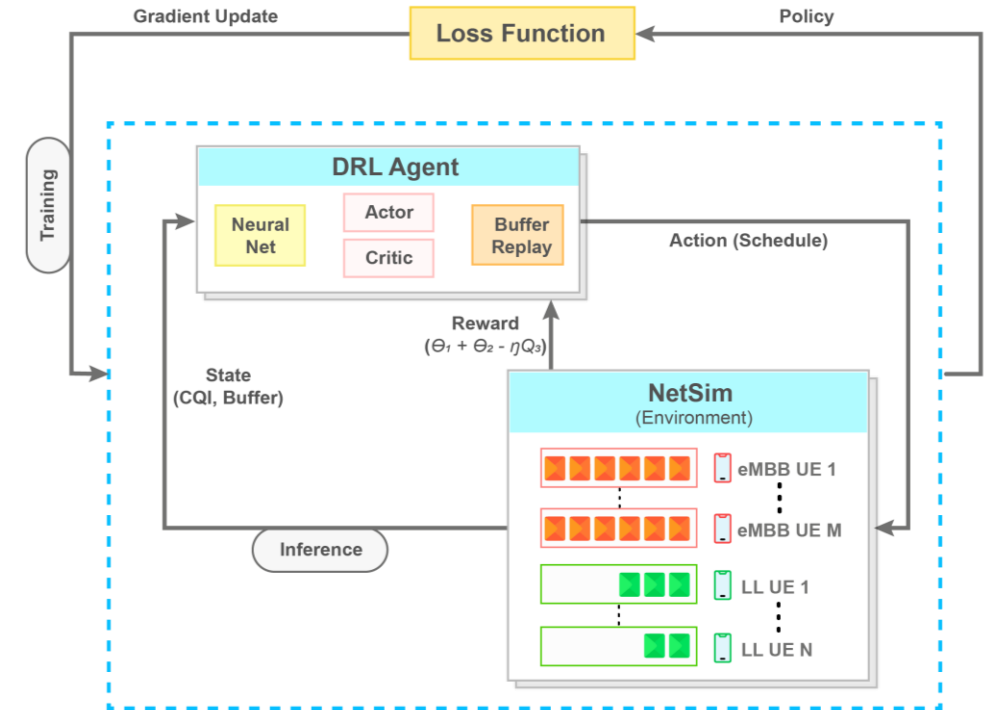 Gradient Update
Policy
Loss Function
Training
DRL Agent
Neural
Net
Actor
Critic
Buffer
Replay
Action (Schedule)
Reward
(ϴ₁ + ϴ₂ - ŋQ₃)
State
(CQI, Buffer)
NetSim
(Environment)
eMBB UE 1
eMBB UE M
Inference
LL UE 1
LL UE N